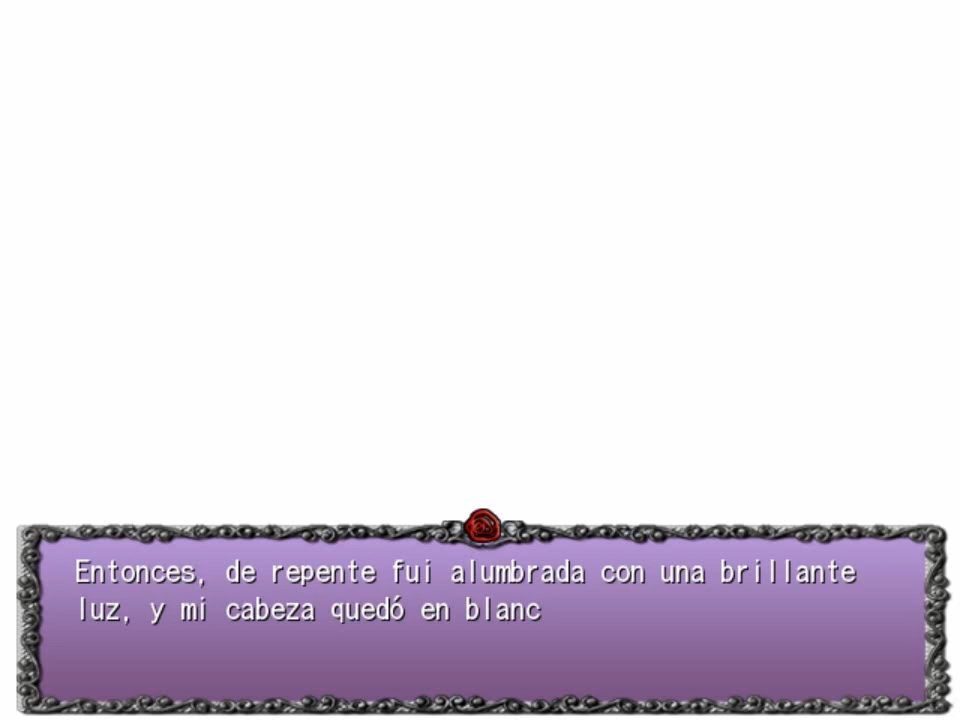 Entonces, de repente fui alumbrada con una brillante
luz, y mi cabeza quedó en blanc